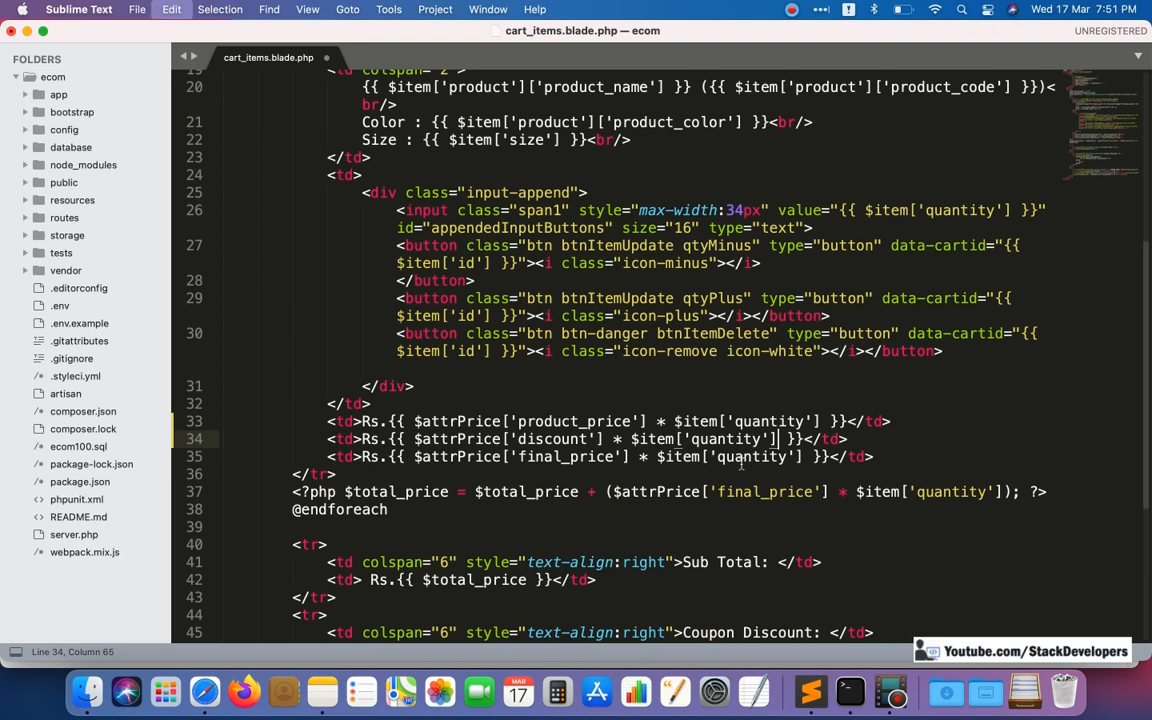 Sublime Text File Edit Selection Find View Goto Tools Project Window Help Wed 17 Mar 7:51 PM
cart_items.blade.php — ecom UNREGISTERED
FOLDERS
ecom
app
bootstrap
config
database
node_modules
public
resources
routes
storage
tests
vendor
.editorconfig
.env
.env.example
.gitattributes
.gitignore
.styleci.yml
artisan
composer.json
composer.lock
ecom100.sql
package-lock.json
package.json
phpunit.xml
README.md
server.php
webpack.mix.js
cart_items.blade.php
19 <td colspan="2">
20 {{ $item['product']['product_name'] }} ({{ $item['product']['product_code'] }})<
br/>
21 Color : {{ $item['product']['product_color'] }}<br/>
22 Size : {{ $item['size'] }}<br/>
23 </td>
24 <td>
25 <div class="input-append">
26 <input class="span1" style="max-width:34px" value="{{ $item['quantity'] }}"
id="appendedInputButtons" size="16" type="text">
27 <button class="btn btnItemUpdate qtyMinus" type="button" data-cartid="{{
$item['id'] }}"><i class="icon-minus"></i>
28 </button>
29 <button class="btn btnItemUpdate qtyPlus" type="button" data-cartid="{{
$item['id'] }}"><i class="icon-plus"></i></button>
30 <button class="btn btn-danger btnItemDelete" type="button" data-cartid="{{
$item['id'] }}"><i class="icon-remove icon-white"></i></button>
31 </div>
32 </td>
33 <td>Rs.{{ $attrPrice['product_price'] * $item['quantity'] }}</td>
34 <td>Rs.{{ $attrPrice['discount'] * $item['quantity'] }}</td>
35 <td>Rs.{{ $attrPrice['final_price'] * $item['quantity'] }}</td>
36 </tr>
37 <?php $total_price = $total_price + ($attrPrice['final_price'] * $item['quantity']); ?>
38 @endforeach
39
40 <tr>
41 <td colspan="6" style="text-align:right">Sub Total: </td>
42 <td> Rs.{{ $total_price }}</td>
43 </tr>
44 <tr>
45 <td colspan="6" style="text-align:right">Coupon Discount: </td>
Line 34, Column 65
Youtube.com/StackDevelopers
MAR
17